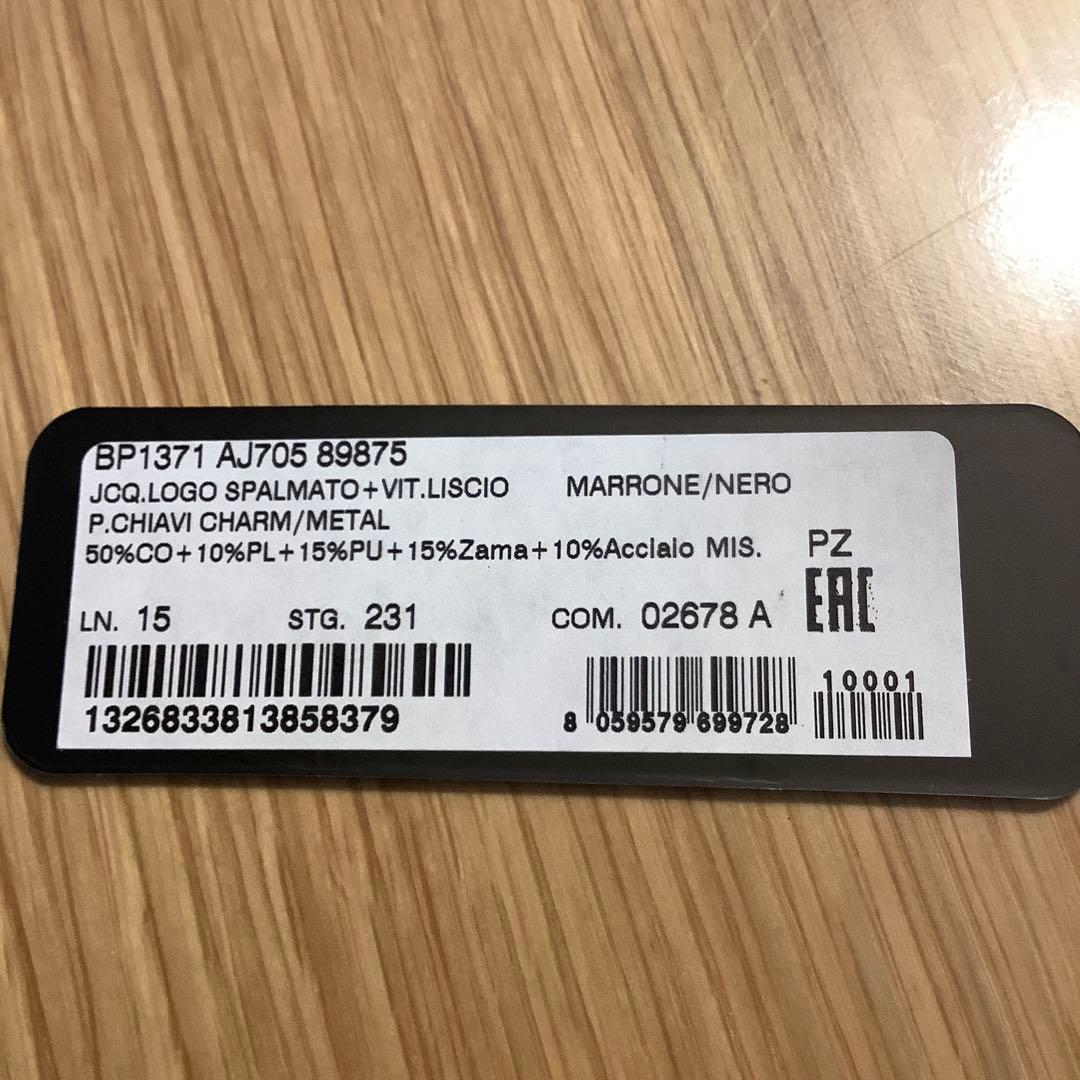 BP1371 AJ705 89875
JCQ.LOGO SPALMATO+VIT.LISCIO MARRONE/NERO
P.CHIAVI CHARM/METAL
50%CO+10%PL+15%PU+15%Zama+10%Acciaio MIS. PZ
EAC
LN. 15 STG. 231 COM. 02678 A
10001
1326833813858379 8 059579 699728